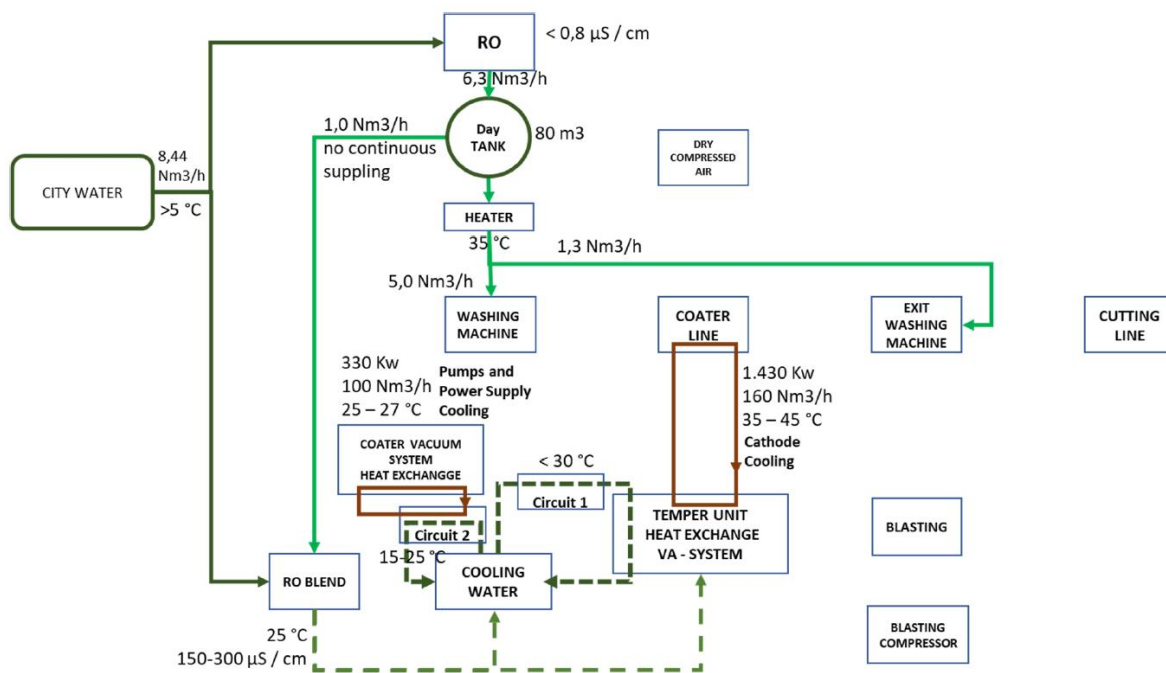 RO
< 0,8 µS / cm
6,3 Nm3/h
1,0 Nm3/h
no continuous
suppling
Day
TANK
80 m3
DRY
COMPRESSED
AIR
8,44
Nm3/h
CITY WATER
>5 °C
HEATER
35 °C
1,3 Nm3/h
5,0 Nm3/h
WASHING
MACHINE
COATER
LINE
EXIT
WASHING
MACHINE
CUTTING
LINE
330 Kw
100 Nm3/h
25 – 27 °C
Pumps and
Power Supply
Cooling
1.430 Kw
160 Nm3/h
35 – 45 °C
Cathode
Cooling
COATER VACUUM
SYSTEM
HEAT EXCHANGGE
< 30 °C
Circuit 1
TEMPER UNIT
HEAT EXCHANGE
VA - SYSTEM
BLASTING
Circuit 2
15-25 °C
RO BLEND
COOLING
WATER
25 °C
150-300 µS / cm
BLASTING
COMPRESSOR